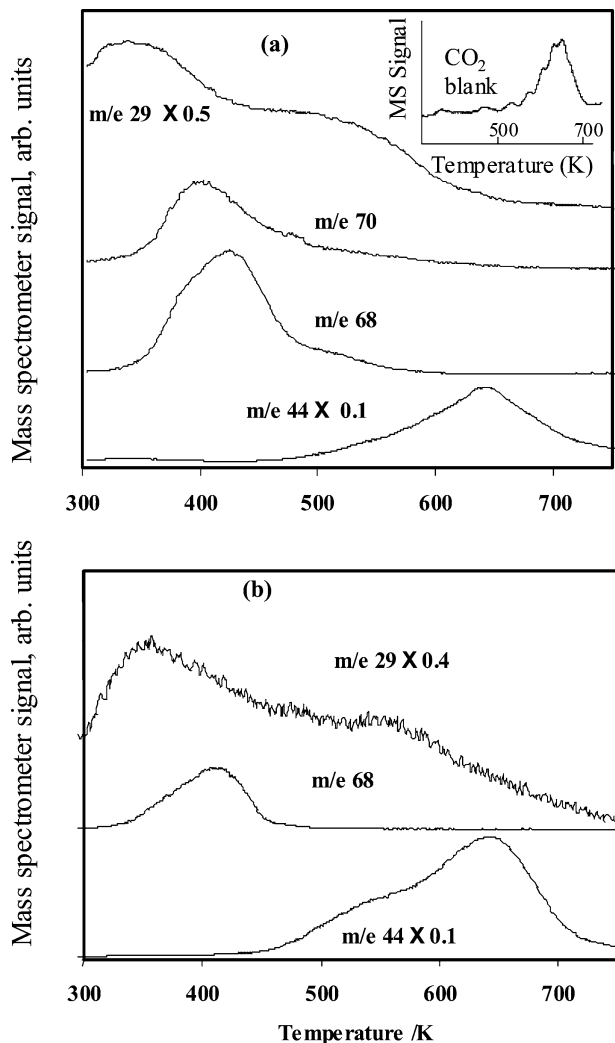 Mass spectrometer signal, arb. units
(a)
MS Signal
CO2
blank
500 700
Temperature (K)
m/e 29 X 0.5
m/e 70
m/e 68
m/e 44 X 0.1
300 400 500 600 700
Mass spectrometer signal, arb. units
(b)
m/e 29 X 0.4
m/e 68
m/e 44 X 0.1
300 400 500 600 700
Temperature /K